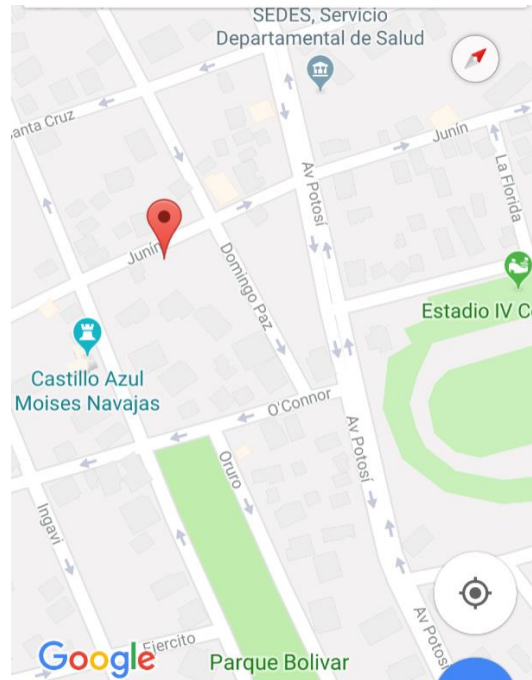 SEDES, Servicio
Departamental de Salud
anta Cruz
Junín
Av Potosí
La Florida
Junín
Domingo Paz
Estadio IV C
Castillo Azul
Moises Navajas
O'Connor
Av Potosí
Oruro
Ingavi
Av Potosí
Ejercito
Google
Parque Bolivar